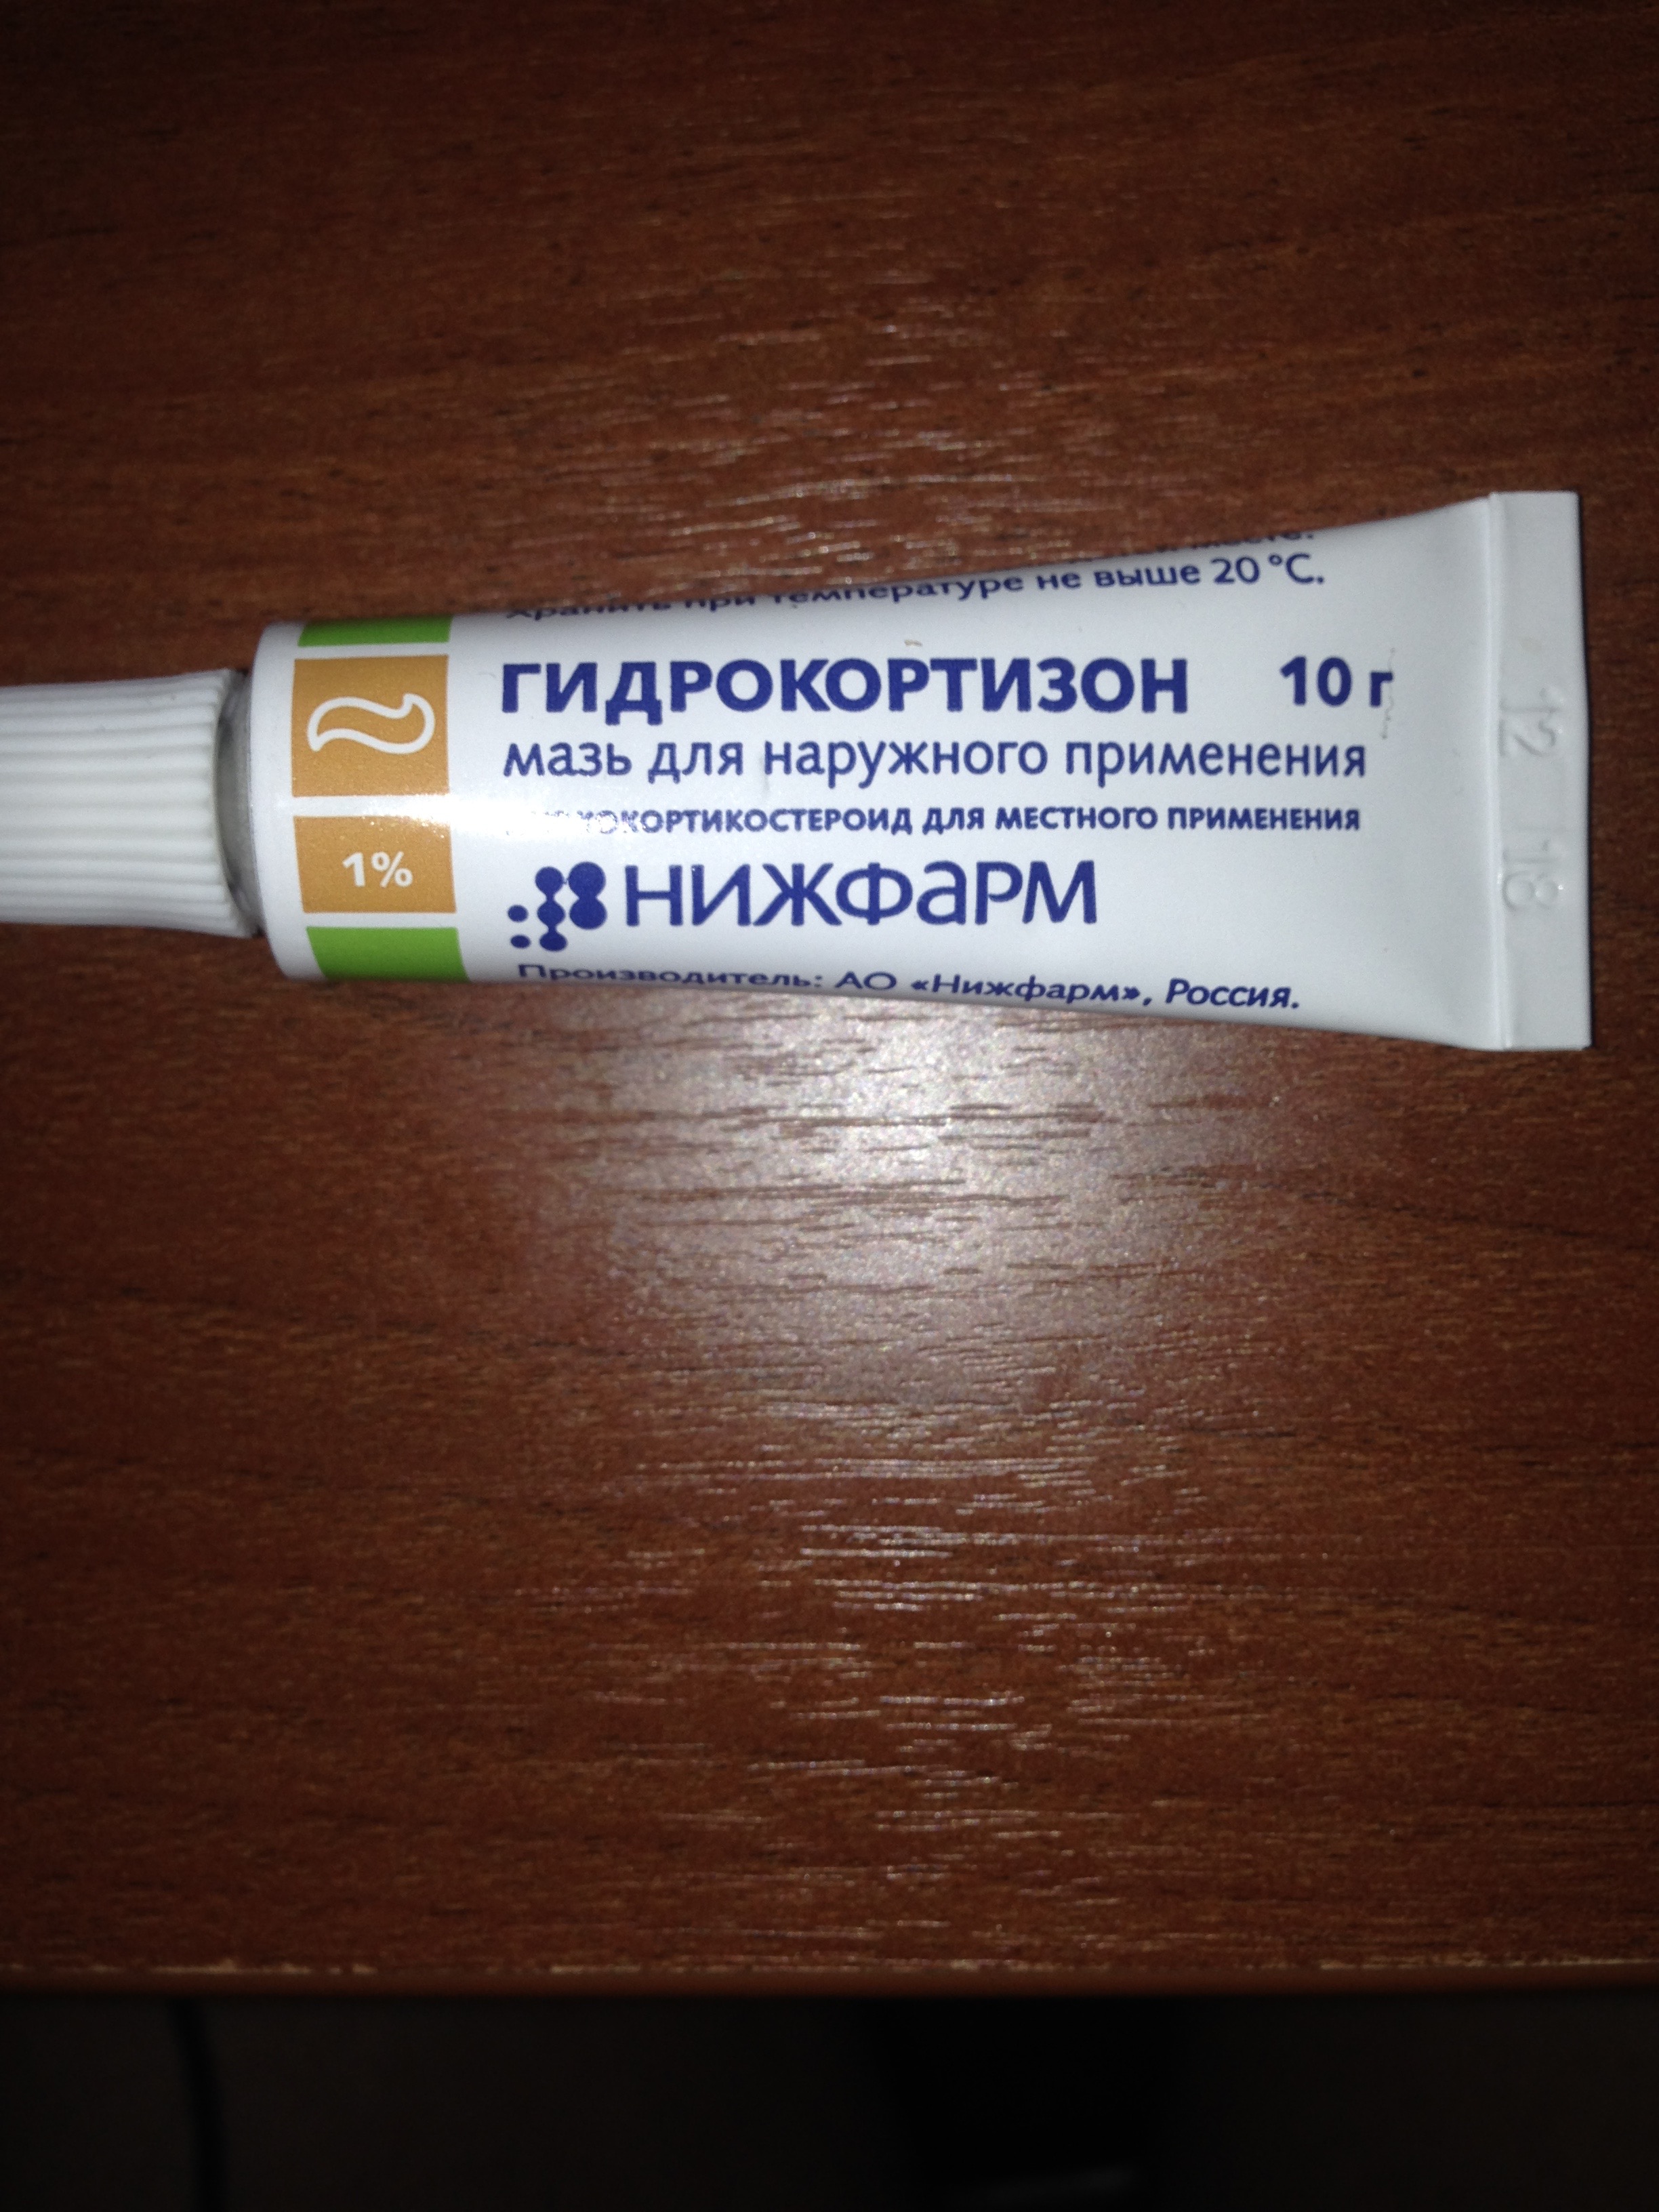 Хранить при температуре не выше 20 °С.
ГИДРОКОРТИЗОН 10 г
мазь для наружного применения
ДЛЯ МЕСТНОГО ПРИМЕНЕНИЯ
1%
НИЖФАРМ
Производитель: АО «Нижфарм», Россия.
12 18